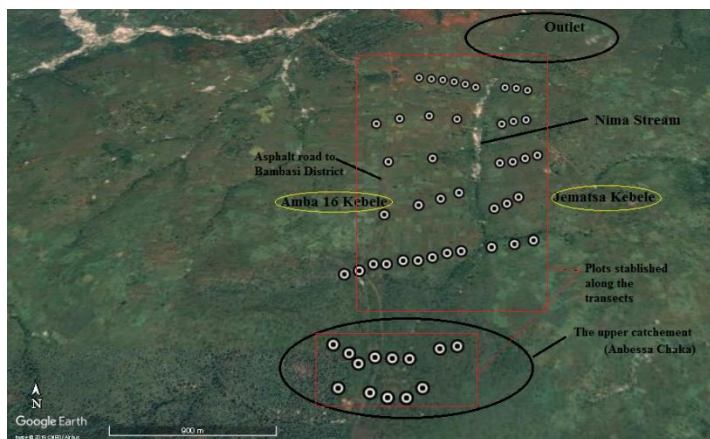 Outlet
Nima Stream
Asphalt road to
Bambasi District
Amba 16 Kebele
Jematsa Kebele
Plots stablished
along the
transects
The upper catchement
(Anbessa Chaka)
N
Google Earth
900 m